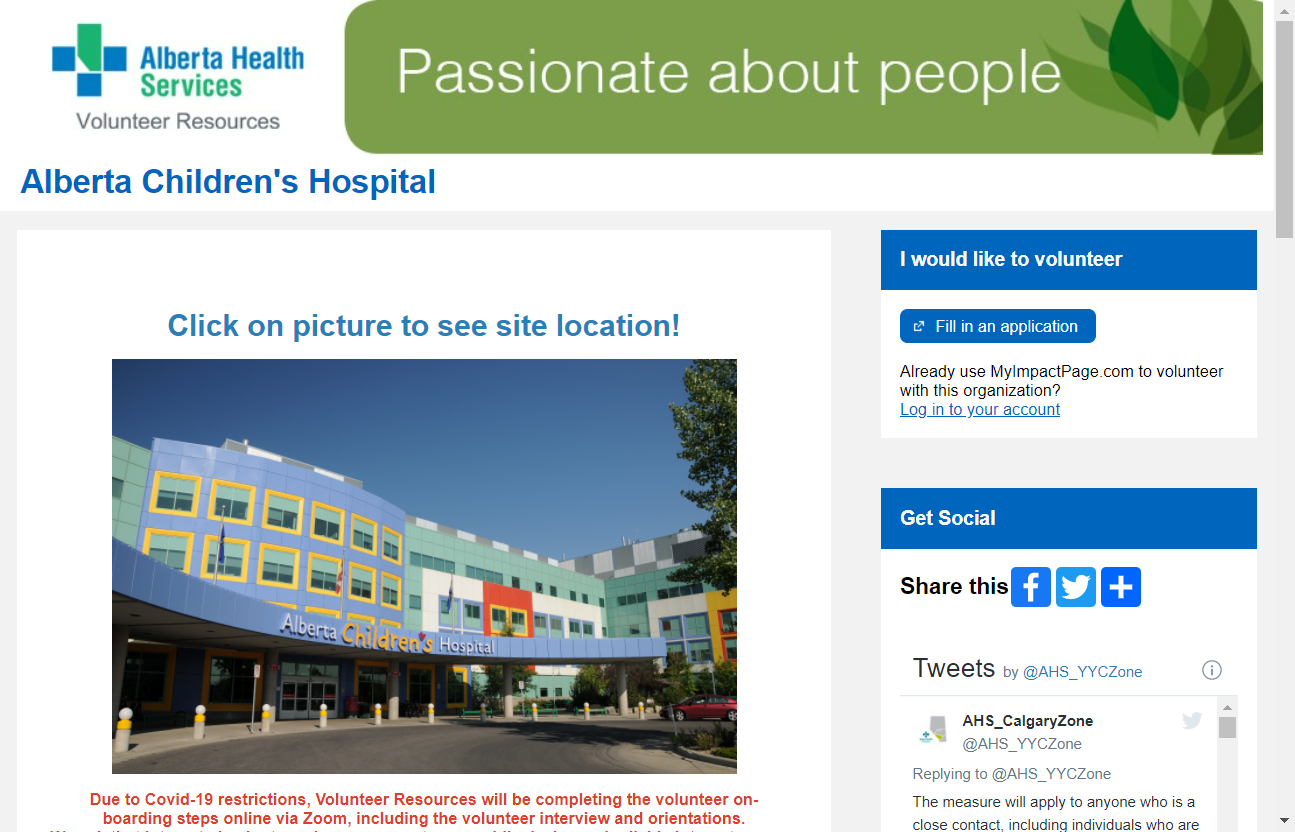 Alberta Health
Services
Volunteer Resources
Passionate about people
Alberta Children's Hospital
Click on picture to see site location!
Alberta Children's Hospital
Due to Covid-19 restrictions, Volunteer Resources will be completing the volunteer on-
boarding steps online via Zoom, including the volunteer interview and orientations.
I would like to volunteer
Fill in an application
Already use MyImpactPage.com to volunteer
with this organization?
Log in to your account
Get Social
Share this
Tweets by @AHS_YYCZone
AHS_CalgaryZone
@AHS_YYCZone
Replying to @AHS_YYCZone
The measure will apply to anyone who is a
close contact, including individuals who are